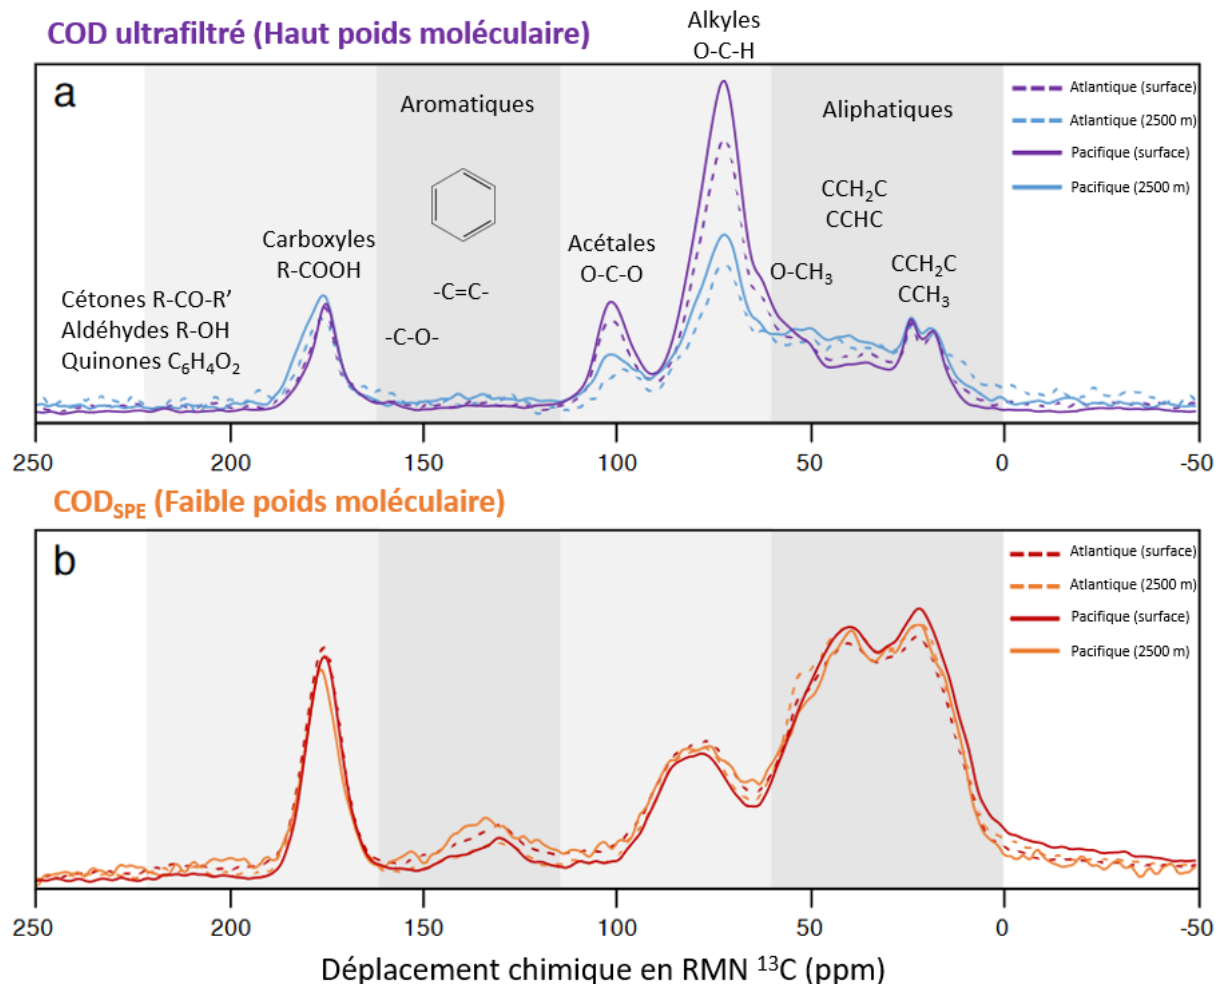 COD ultrafiltré (Haut poids moléculaire)
Alkyles
O-C-H
a
Aromatiques
Aliphatiques
Atlantique (surface)
Atlantique (2500 m)
Pacifique (surface)
Pacifique (2500 m)
CCH₂C
CCHC
Carboxyles
R-COOH
Acétales
O-C-O
O-CH₃
CCH₂C
CCH₃
-C=C-
-C-O-
Cétones R-CO-R’
Aldéhydes R-OH
Quinones C₆H₄O₂
250 200 150 100 50 0 -50
COD_SPE (Faible poids moléculaire)
b
Atlantique (surface)
Atlantique (2500 m)
Pacifique (surface)
Pacifique (2500 m)
250 200 150 100 50 0 -50
Déplacement chimique en RMN ¹³C (ppm)